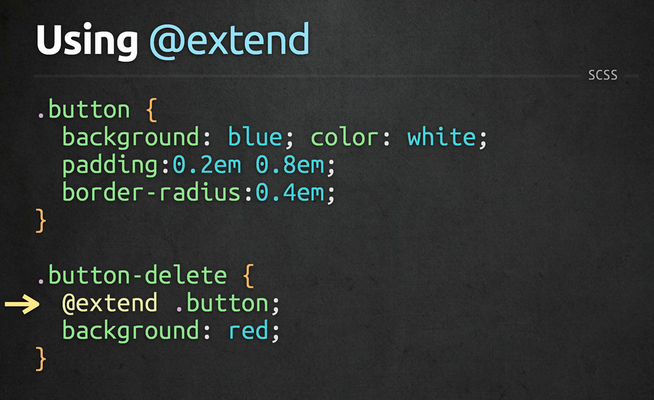 Using @extend
SCSS
.button {
background: blue; color: white;
padding:0.2em 0.8em;
border-radius:0.4em;
}
.button-delete {
@extend .button;
background: red;
}